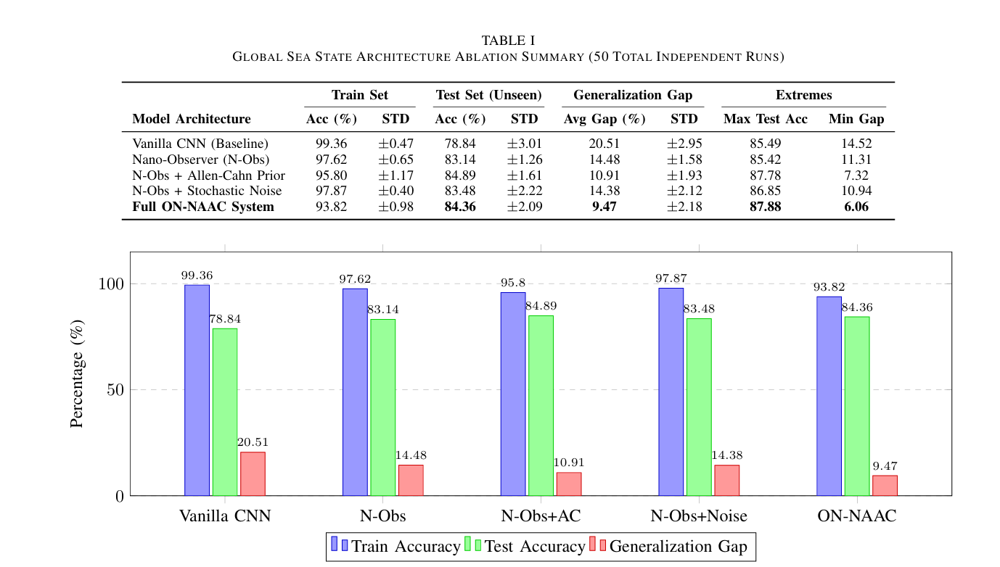 TABLE I
GLOBAL SEA STATE ARCHITECTURE ABLATION SUMMARY (50 TOTAL INDEPENDENT RUNS)
Train Set Test Set (Unseen) Generalization Gap Extremes
Model Architecture Acc (%) STD Acc (%) STD Avg Gap (%) STD Max Test Acc Min Gap
Vanilla CNN (Baseline) 99.36 ±0.47 78.84 ±3.01 20.51 ±2.95 85.49 14.52
Nano-Observer (N-Obs) 97.62 ±0.65 83.14 ±1.26 14.48 ±1.58 85.42 11.31
N-Obs + Allen-Cahn Prior 95.80 ±1.17 84.89 ±1.61 10.91 ±1.93 87.78 7.32
N-Obs + Stochastic Noise 97.87 ±0.40 83.48 ±2.22 14.38 ±2.12 86.85 10.94
Full ON-NAAC System 93.82 ±0.98 84.36 ±2.09 9.47 ±2.18 87.88 6.06
Percentage (%)
100
50
0
99.36 78.84 20.51
97.62 83.14 14.48
95.8 84.89 10.91
97.87 83.48 14.38
93.82 84.36 9.47
Vanilla CNN N-Obs N-Obs+AC N-Obs+Noise ON-NAAC
Train Accuracy Test Accuracy Generalization Gap